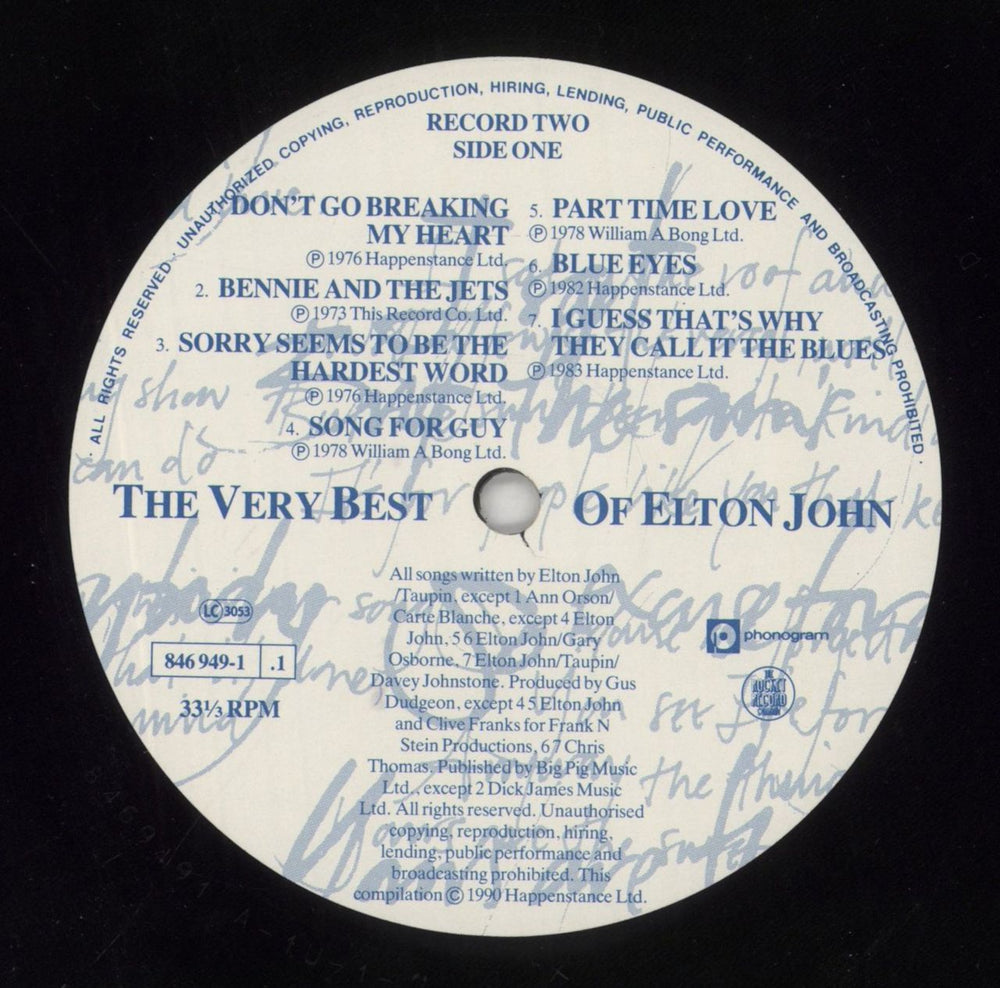 · ALL RIGHTS RESERVED · UNAUTHORIZED COPYING, REPRODUCTION, HIRING, LENDING, PUBLIC PERFORMANCE AND BROADCASTING PROHIBITED ·
RECORD TWO
SIDE ONE
DON'T GO BREAKING
MY HEART
Ⓟ 1976 Happenstance Ltd.
2. BENNIE AND THE JETS
Ⓟ 1973 This Record Co. Ltd.
3. SORRY SEEMS TO BE THE
HARDEST WORD
Ⓟ 1976 Happenstance Ltd.
4. SONG FOR GUY
Ⓟ 1978 William A Bong Ltd.
5. PART TIME LOVE
Ⓟ 1978 William A Bong Ltd.
6. BLUE EYES
Ⓟ 1982 Happenstance Ltd.
7. I GUESS THAT'S WHY
THEY CALL IT THE BLUES
Ⓟ 1983 Happenstance Ltd.
THE VERY BEST OF ELTON JOHN
All songs written by Elton John
/Taupin, except 1 Ann Orson/
Carte Blanche, except 4 Elton
John, 5 6 Elton John/Gary
Osborne, 7 Elton John/Taupin/
Davey Johnstone. Produced by Gus
Dudgeon, except 4 5 Elton John
and Clive Franks for Frank N
Stein Productions, 6 7 Chris
Thomas. Published by Big Pig Music
Ltd., except 2 Dick James Music
Ltd. All rights reserved. Unauthorised
copying, reproduction, hiring,
lending, public performance and
broadcasting prohibited. This
compilation © 1990 Happenstance Ltd.
LC 3053
846 949-1 .1
33⅓ RPM
phonogram
THE
ROCKET
RECORD
COMPANY